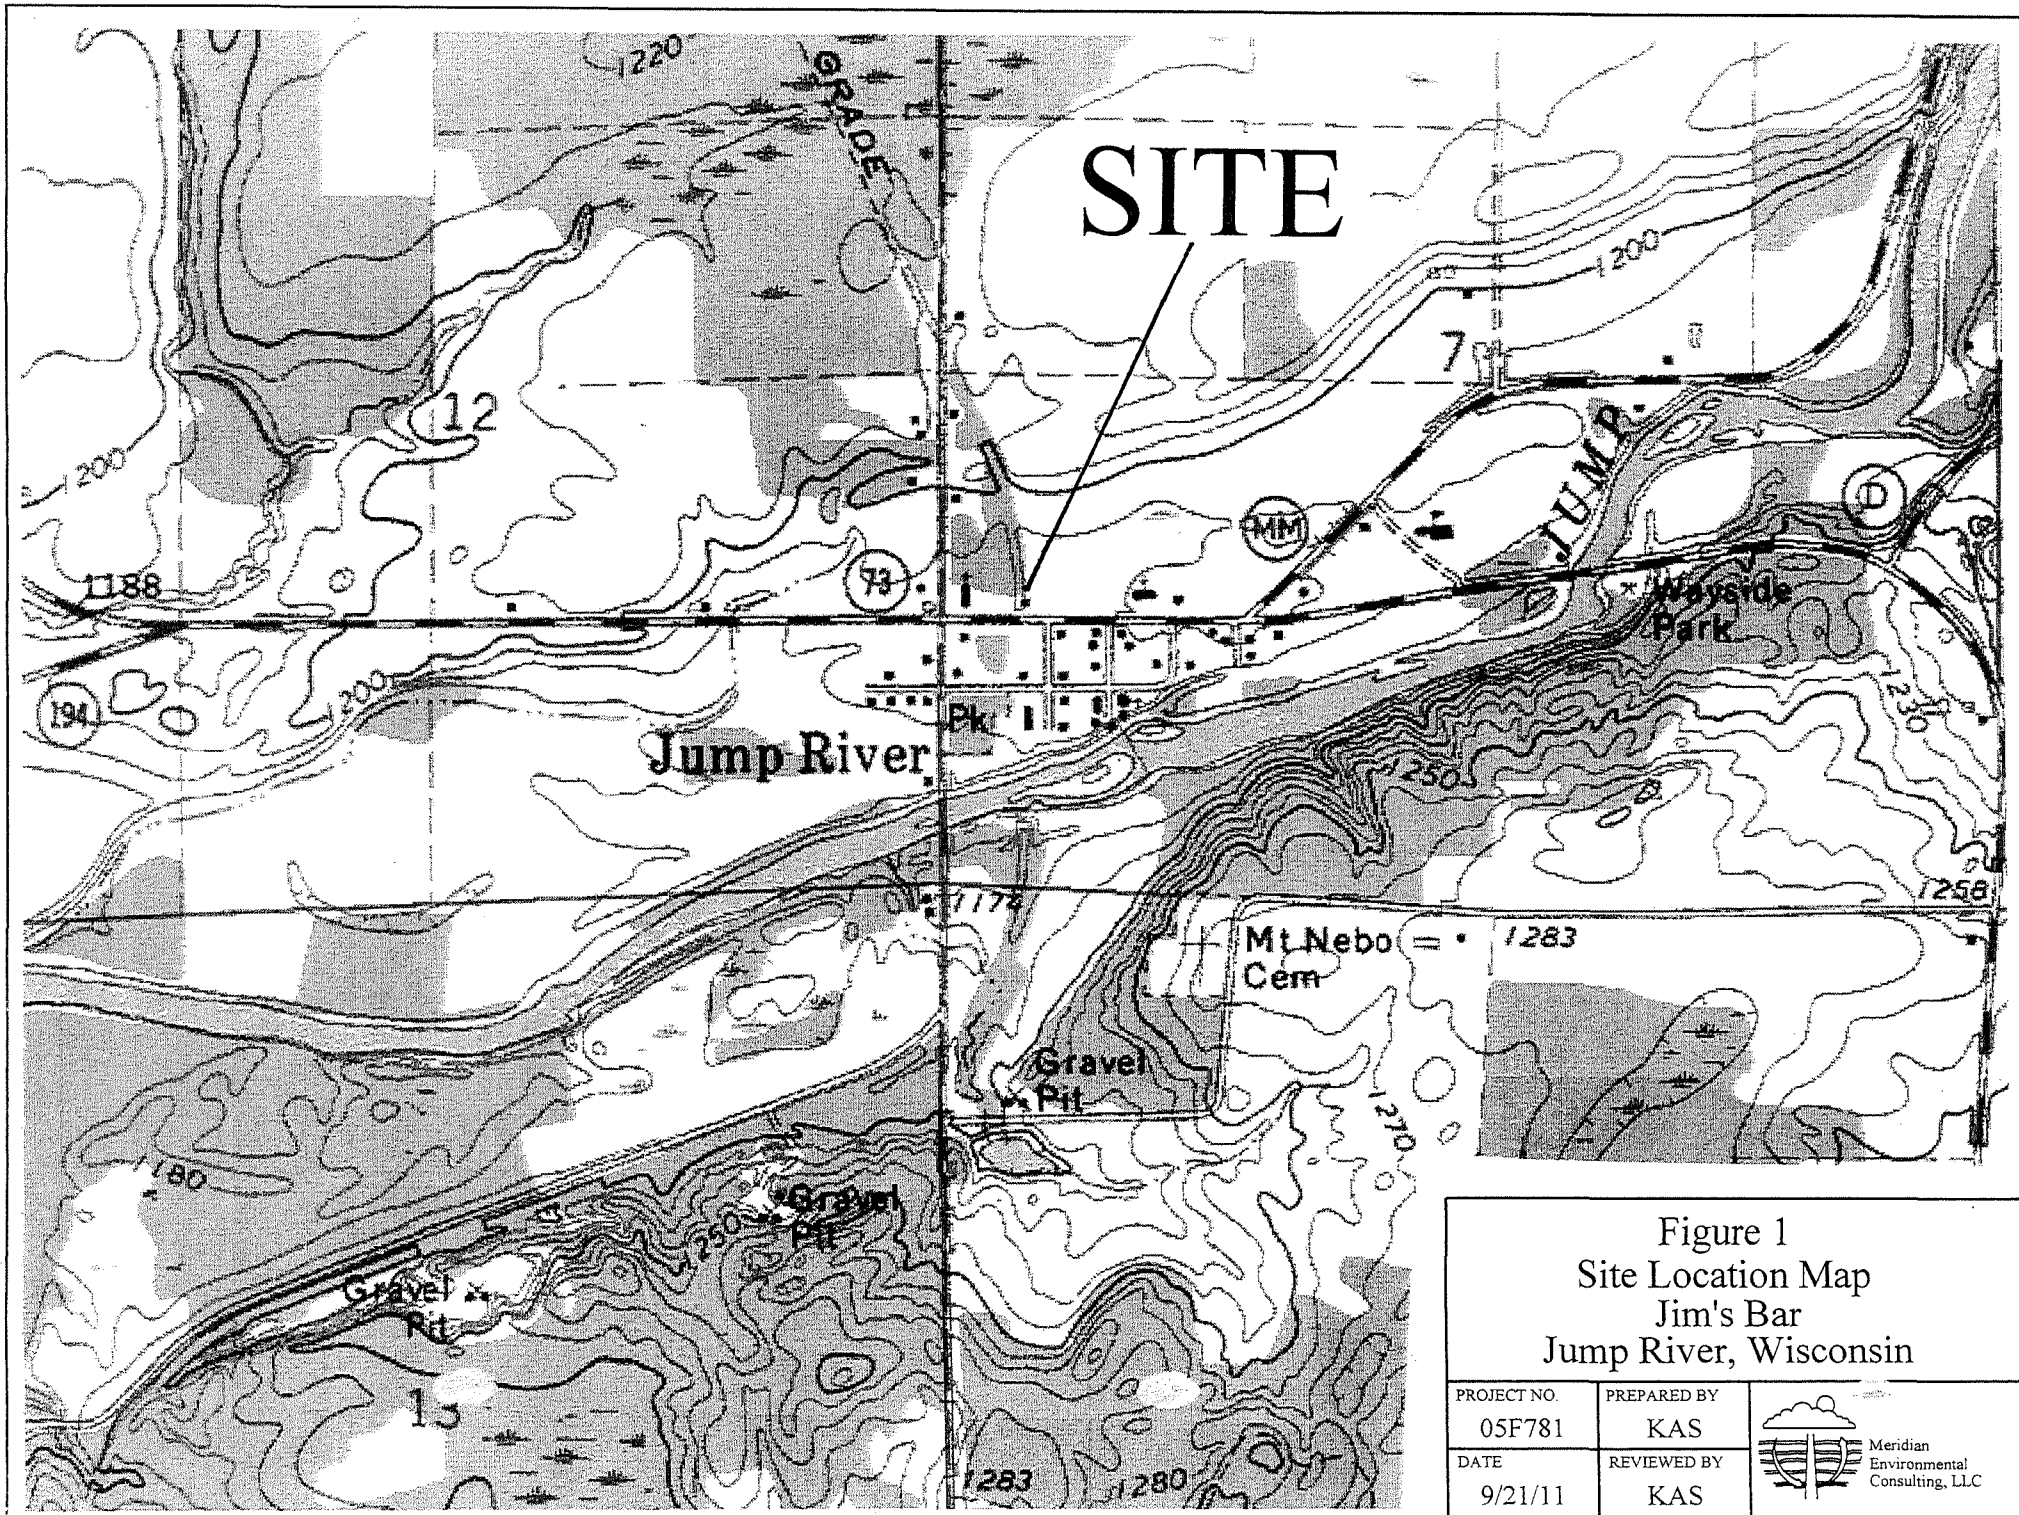 1220
GRADE
SITE
1200
7
12
1200
JUMP
D
MM
73
1188
Wayside
Park
194
1200
Pk
1230
Jump River
1250
1174
1258
Mt Nebo
Cem
1283
Gravel
Pit
1270
1180
Gravel
Pit
1250
Gravel
Pit
13
1283
1280
Figure 1
Site Location Map
Jim's Bar
Jump River, Wisconsin
PROJECT NO.
05F781
PREPARED BY
KAS
DATE
9/21/11
REVIEWED BY
KAS
Meridian
Environmental
Consulting, LLC